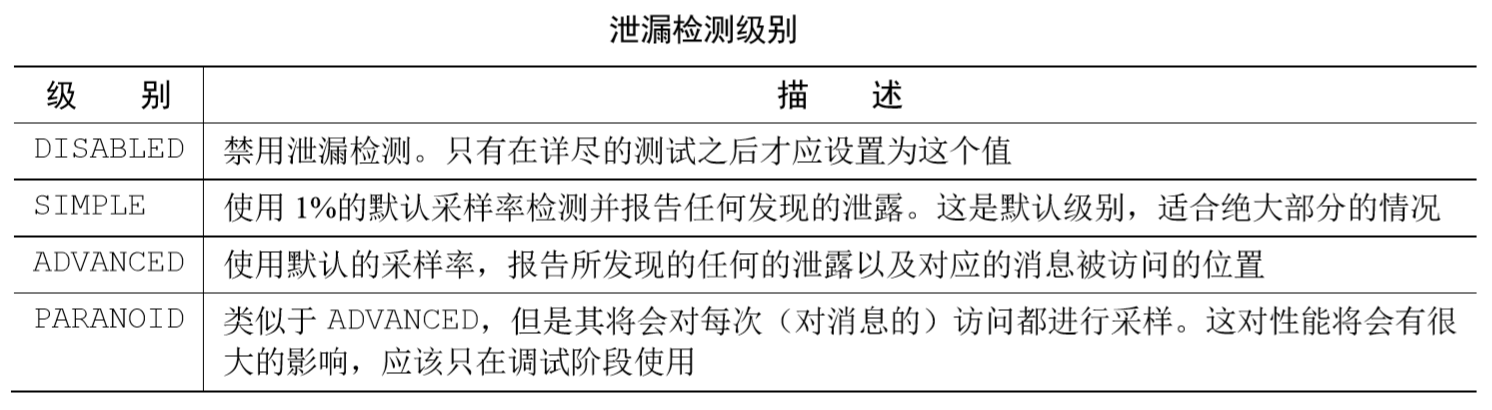 泄漏检测级别
级 别 描 述
DISABLED 禁用泄漏检测。只有在详尽的测试之后才应设置为这个值
SIMPLE 使用 1%的默认采样率检测并报告任何发现的泄露。这是默认级别，适合绝大部分的情况
ADVANCED 使用默认的采样率，报告所发现的任何的泄露以及对应的消息被访问的位置
PARANOID 类似于 ADVANCED，但是其将会对每次（对消息的）访问都进行采样。这对性能将会有很
大的影响，应该只在调试阶段使用